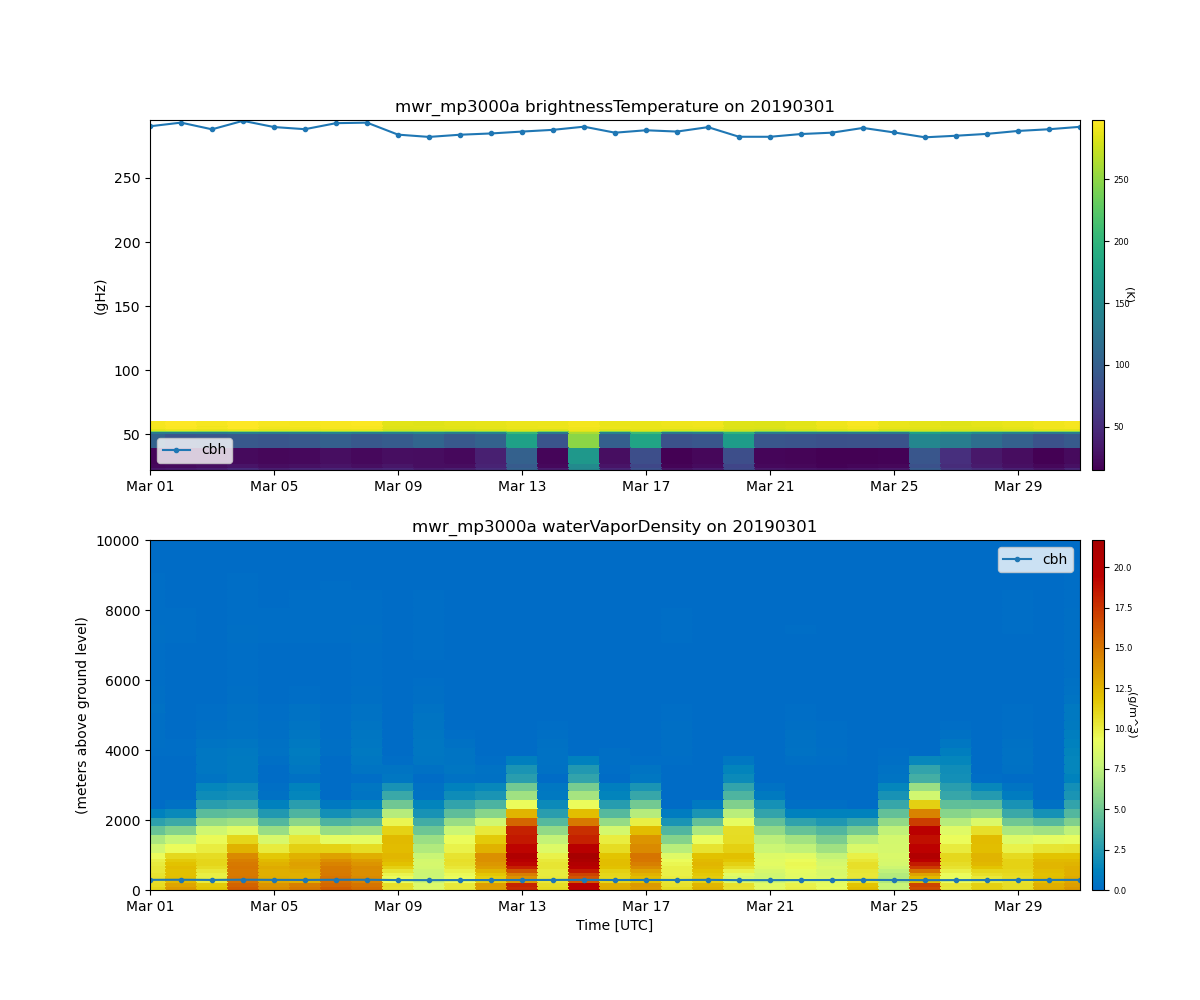 mwr_mp3000a brightnessTemperature on 20190301
250
200
150
100
50
(gHz)
cbh
Mar 01 Mar 05 Mar 09 Mar 13 Mar 17 Mar 21 Mar 25 Mar 29
250
200
150
100
50
(K)
mwr_mp3000a waterVaporDensity on 20190301
10000
8000
6000
4000
2000
0
(meters above ground level)
cbh
Mar 01 Mar 05 Mar 09 Mar 13 Mar 17 Mar 21 Mar 25 Mar 29
Time [UTC]
20.0
17.5
15.0
12.5
10.0
7.5
5.0
2.5
0.0
(g/m^3)